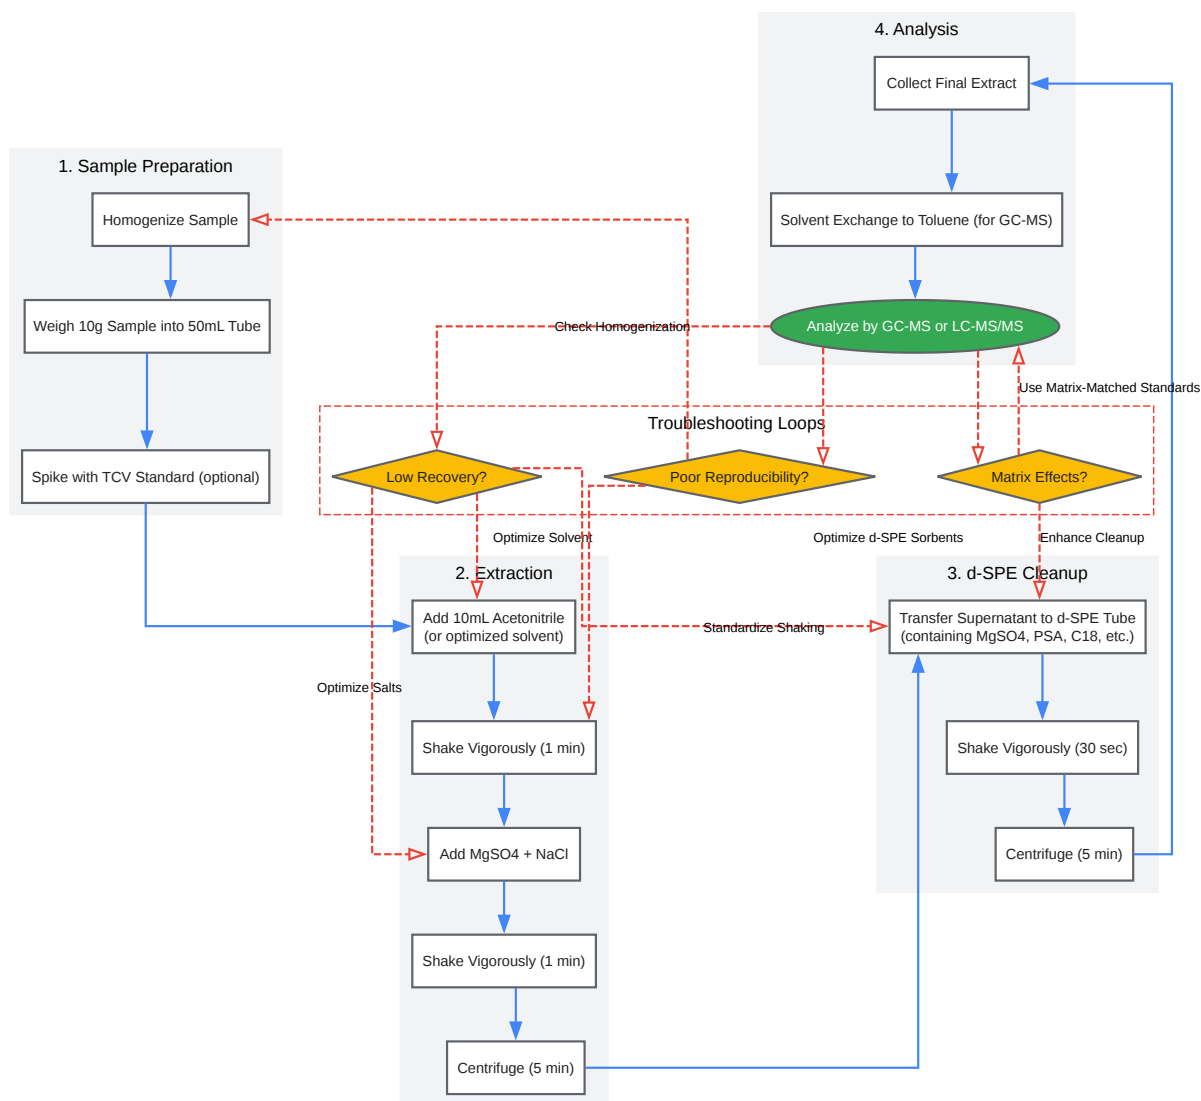 4. Analysis
Collect Final Extract
Solvent Exchange to Toluene (for GC-MS)
Analyze by GC-MS or LC-MS/MS
1. Sample Preparation
Homogenize Sample
Weigh 10g Sample into 50mL Tube
Spike with TCV Standard (optional)
Check Homogenization
Use Matrix-Matched Standards
Troubleshooting Loops
Low Recovery?
Poor Reproducibility?
Matrix Effects?
Optimize Solvent
Optimize d-SPE Sorbents
Enhance Cleanup
Standardize Shaking
Optimize Salts
2. Extraction
Add 10mL Acetonitrile
(or optimized solvent)
Shake Vigorously (1 min)
Add MgSO4 + NaCl
Shake Vigorously (1 min)
Centrifuge (5 min)
3. d-SPE Cleanup
Transfer Supernatant to d-SPE Tube
(containing MgSO4, PSA, C18, etc.)
Shake Vigorously (30 sec)
Centrifuge (5 min)